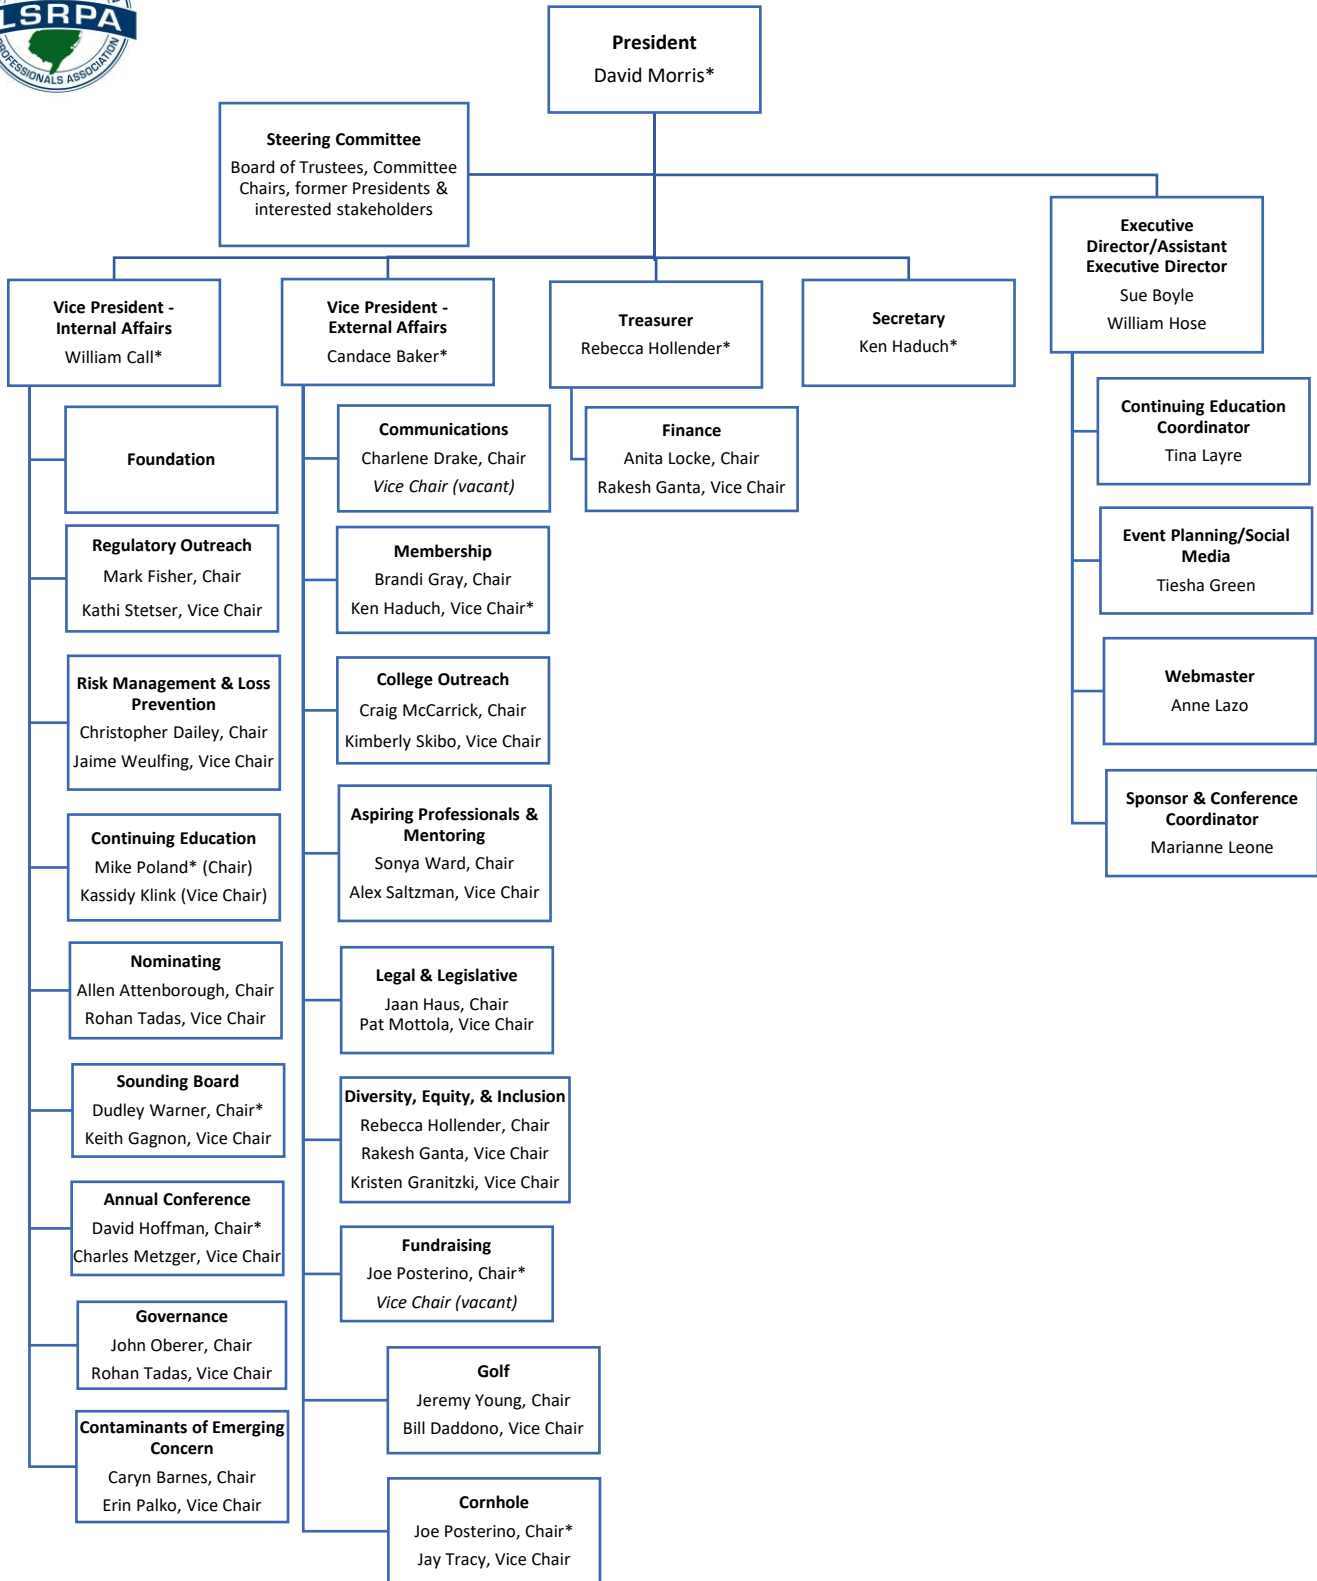 LSRPA
PROFESSIONALS ASSOCIATION
President
David Morris*
Steering Committee
Board of Trustees, Committee
Chairs, former Presidents &
interested stakeholders
Executive
Director/Assistant
Executive Director
Sue Boyle
William Hose
Vice President -
Internal Affairs
William Call*
Vice President -
External Affairs
Candace Baker*
Treasurer
Rebecca Hollender*
Secretary
Ken Haduch*
Foundation
Regulatory Outreach
Mark Fisher, Chair
Kathi Stetser, Vice Chair
Risk Management & Loss
Prevention
Christopher Dailey, Chair
Jaime Weulfing, Vice Chair
Continuing Education
Mike Poland* (Chair)
Kassidy Klink (Vice Chair)
Nominating
Allen Attenborough, Chair
Rohan Tadas, Vice Chair
Sounding Board
Dudley Warner, Chair*
Keith Gagnon, Vice Chair
Annual Conference
David Hoffman, Chair*
Charles Metzger, Vice Chair
Governance
John Oberer, Chair
Rohan Tadas, Vice Chair
Contaminants of Emerging
Concern
Caryn Barnes, Chair
Erin Palko, Vice Chair
Communications
Charlene Drake, Chair
Vice Chair (vacant)
Membership
Brandi Gray, Chair
Ken Haduch, Vice Chair*
College Outreach
Craig McCarrick, Chair
Kimberly Skibo, Vice Chair
Aspiring Professionals &
Mentoring
Sonya Ward, Chair
Alex Saltzman, Vice Chair
Legal & Legislative
Jaan Haus, Chair
Pat Mottola, Vice Chair
Diversity, Equity, & Inclusion
Rebecca Hollender, Chair
Rakesh Ganta, Vice Chair
Kristen Granitzki, Vice Chair
Fundraising
Joe Posterino, Chair*
Vice Chair (vacant)
Golf
Jeremy Young, Chair
Bill Daddono, Vice Chair
Cornhole
Joe Posterino, Chair*
Jay Tracy, Vice Chair
Finance
Anita Locke, Chair
Rakesh Ganta, Vice Chair
Continuing Education
Coordinator
Tina Layre
Event Planning/Social
Media
Tiesha Green
Webmaster
Anne Lazo
Sponsor & Conference
Coordinator
Marianne Leone